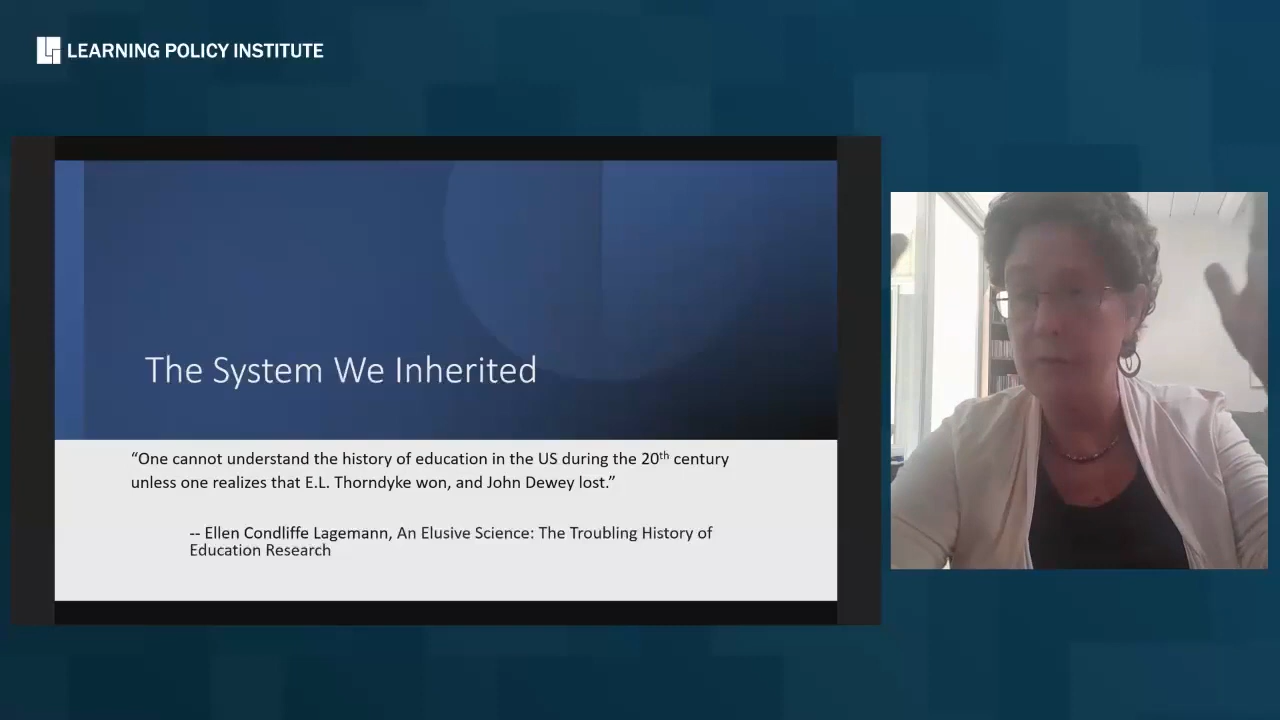 LEARNING POLICY INSTITUTE
The System We Inherited
“One cannot understand the history of education in the US during the 20th century
unless one realizes that E.L. Thorndyke won, and John Dewey lost.”
-- Ellen Condliffe Lagemann, An Elusive Science: The Troubling History of
Education Research